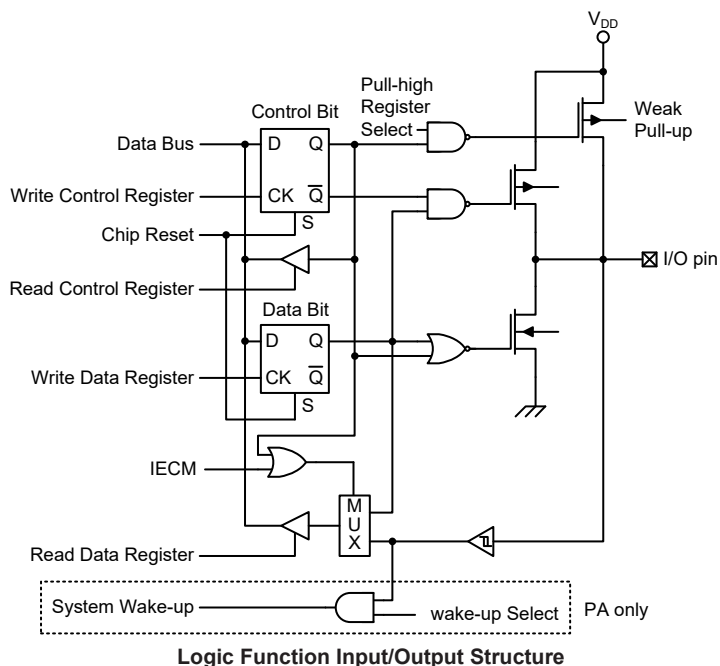 V_DD
Pull-high
Register
Select
Weak
Pull-up
Control Bit
Data Bus
D
Q
Write Control Register
CK
Q̅
S
Chip Reset
I/O pin
Read Control Register
Data Bit
D
Q
Write Data Register
CK
Q̅
S
IECM
M
U
X
Read Data Register
System Wake-up
wake-up Select
PA only
Logic Function Input/Output Structure